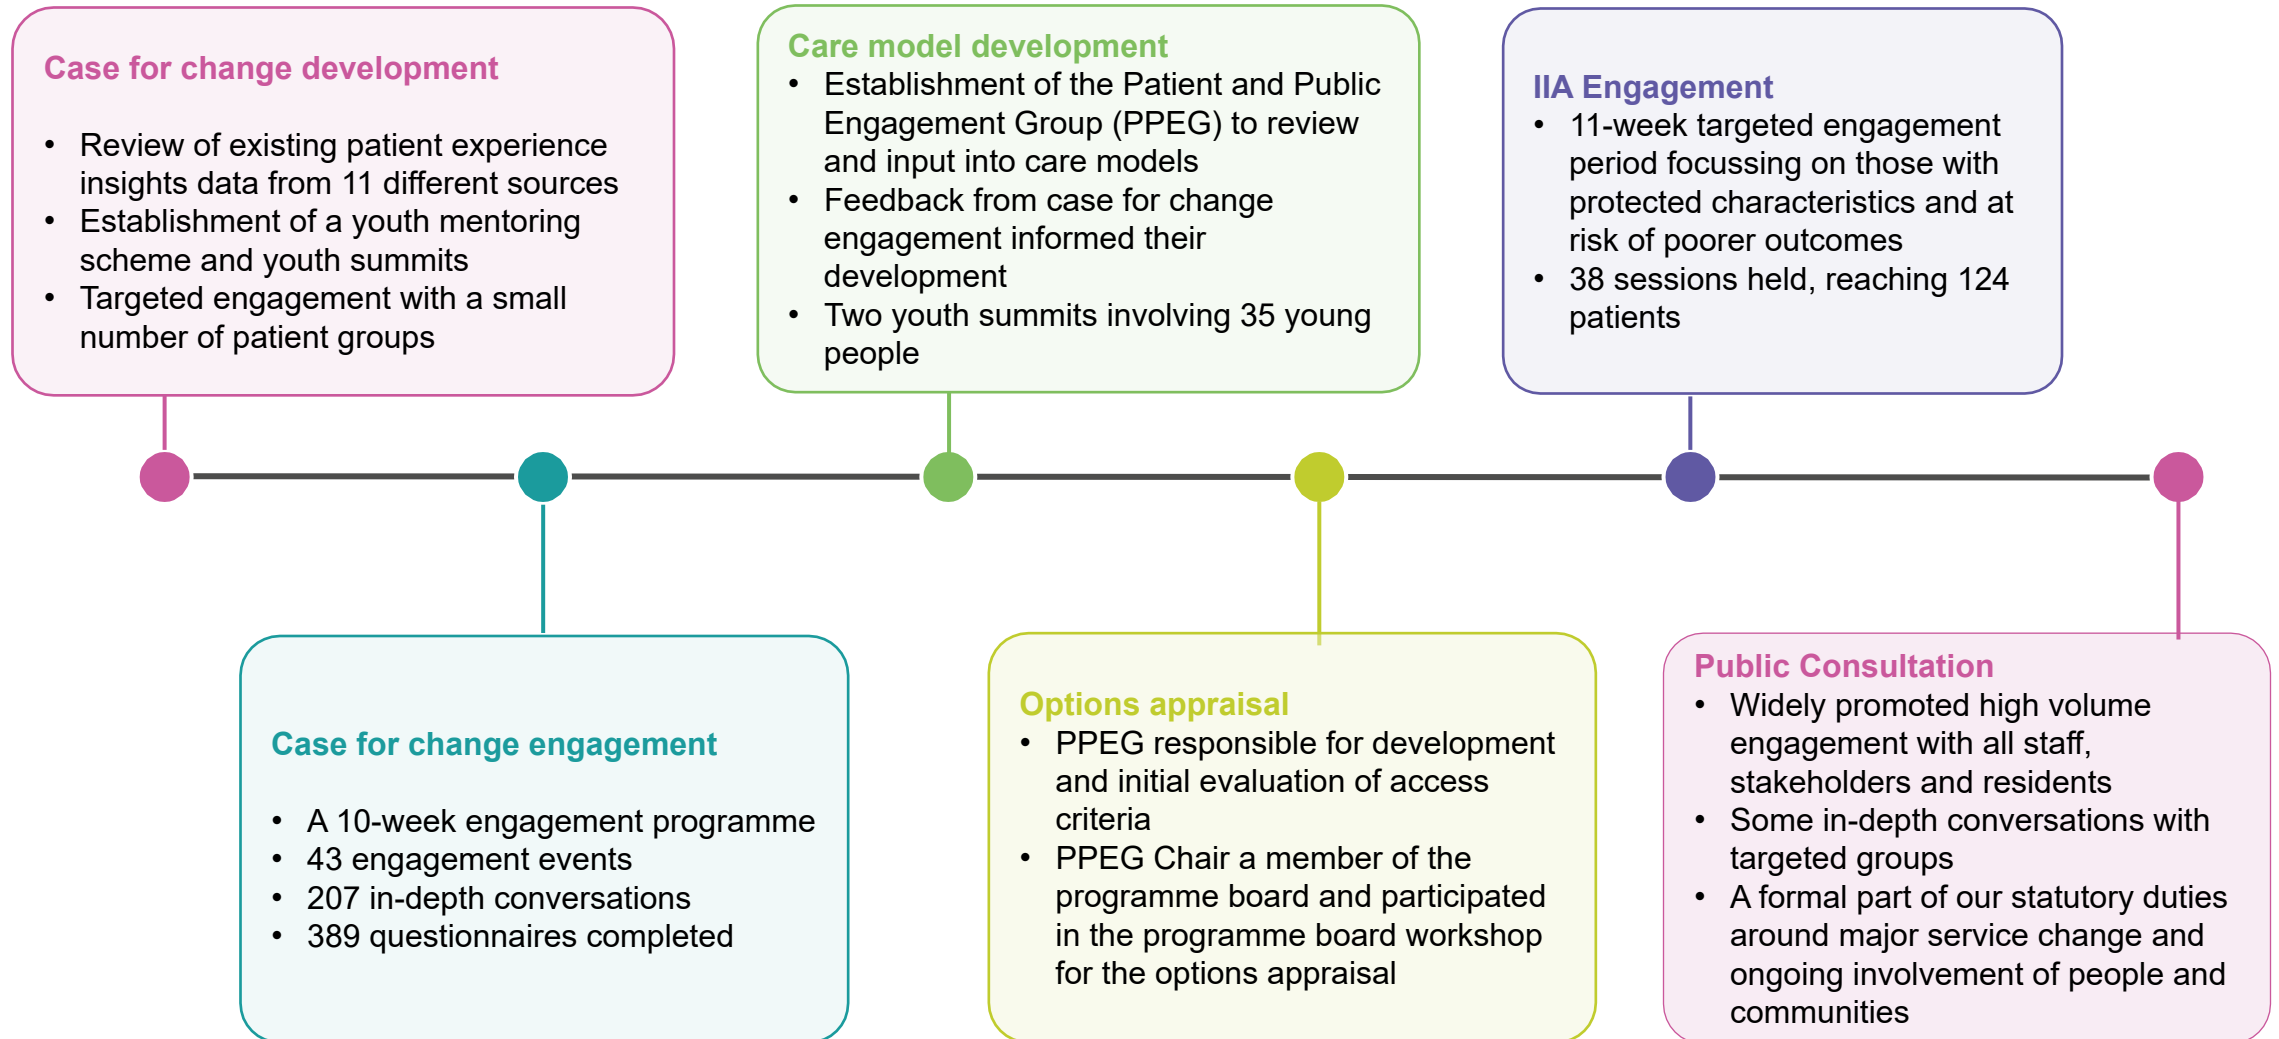 Case for change development
• Review of existing patient experience
insights data from 11 different sources
• Establishment of a youth mentoring
scheme and youth summits
• Targeted engagement with a small
number of patient groups
Case for change engagement
• A 10-week engagement programme
• 43 engagement events
• 207 in-depth conversations
• 389 questionnaires completed
Care model development
• Establishment of the Patient and Public
Engagement Group (PPEG) to review
and input into care models
• Feedback from case for change
engagement informed their
development
• Two youth summits involving 35 young
people
Options appraisal
• PPEG responsible for development
and initial evaluation of access
criteria
• PPEG Chair a member of the
programme board and participated
in the programme board workshop
for the options appraisal
IIA Engagement
• 11-week targeted engagement
period focussing on those with
protected characteristics and at
risk of poorer outcomes
• 38 sessions held, reaching 124
patients
Public Consultation
• Widely promoted high volume
engagement with all staff,
stakeholders and residents
• Some in-depth conversations with
targeted groups
• A formal part of our statutory duties
around major service change and
ongoing involvement of people and
communities